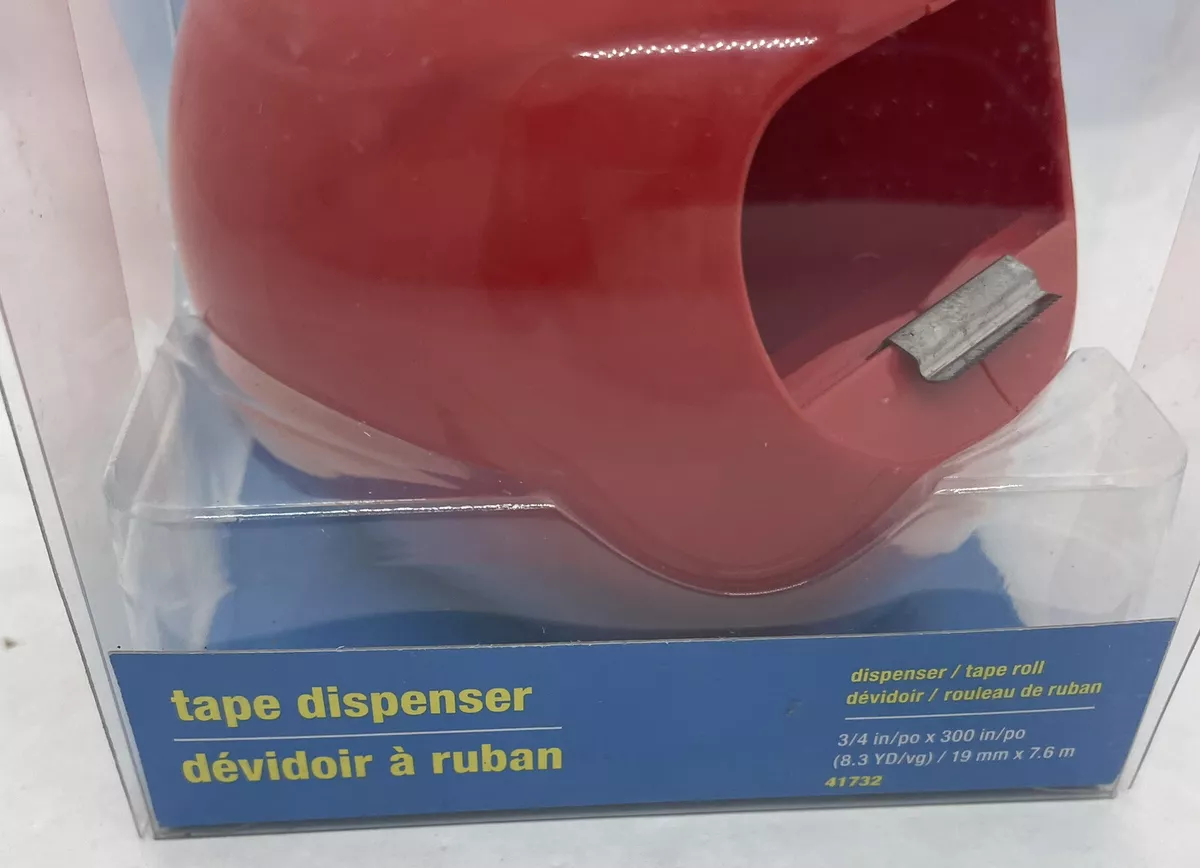 tape dispenser
dévidoir à ruban
dispenser / tape roll
dévidoir / rouleau de ruban
3/4 in/po x 300 in/po
(8.3 YD/vg) / 19 mm x 7.6 m
41732